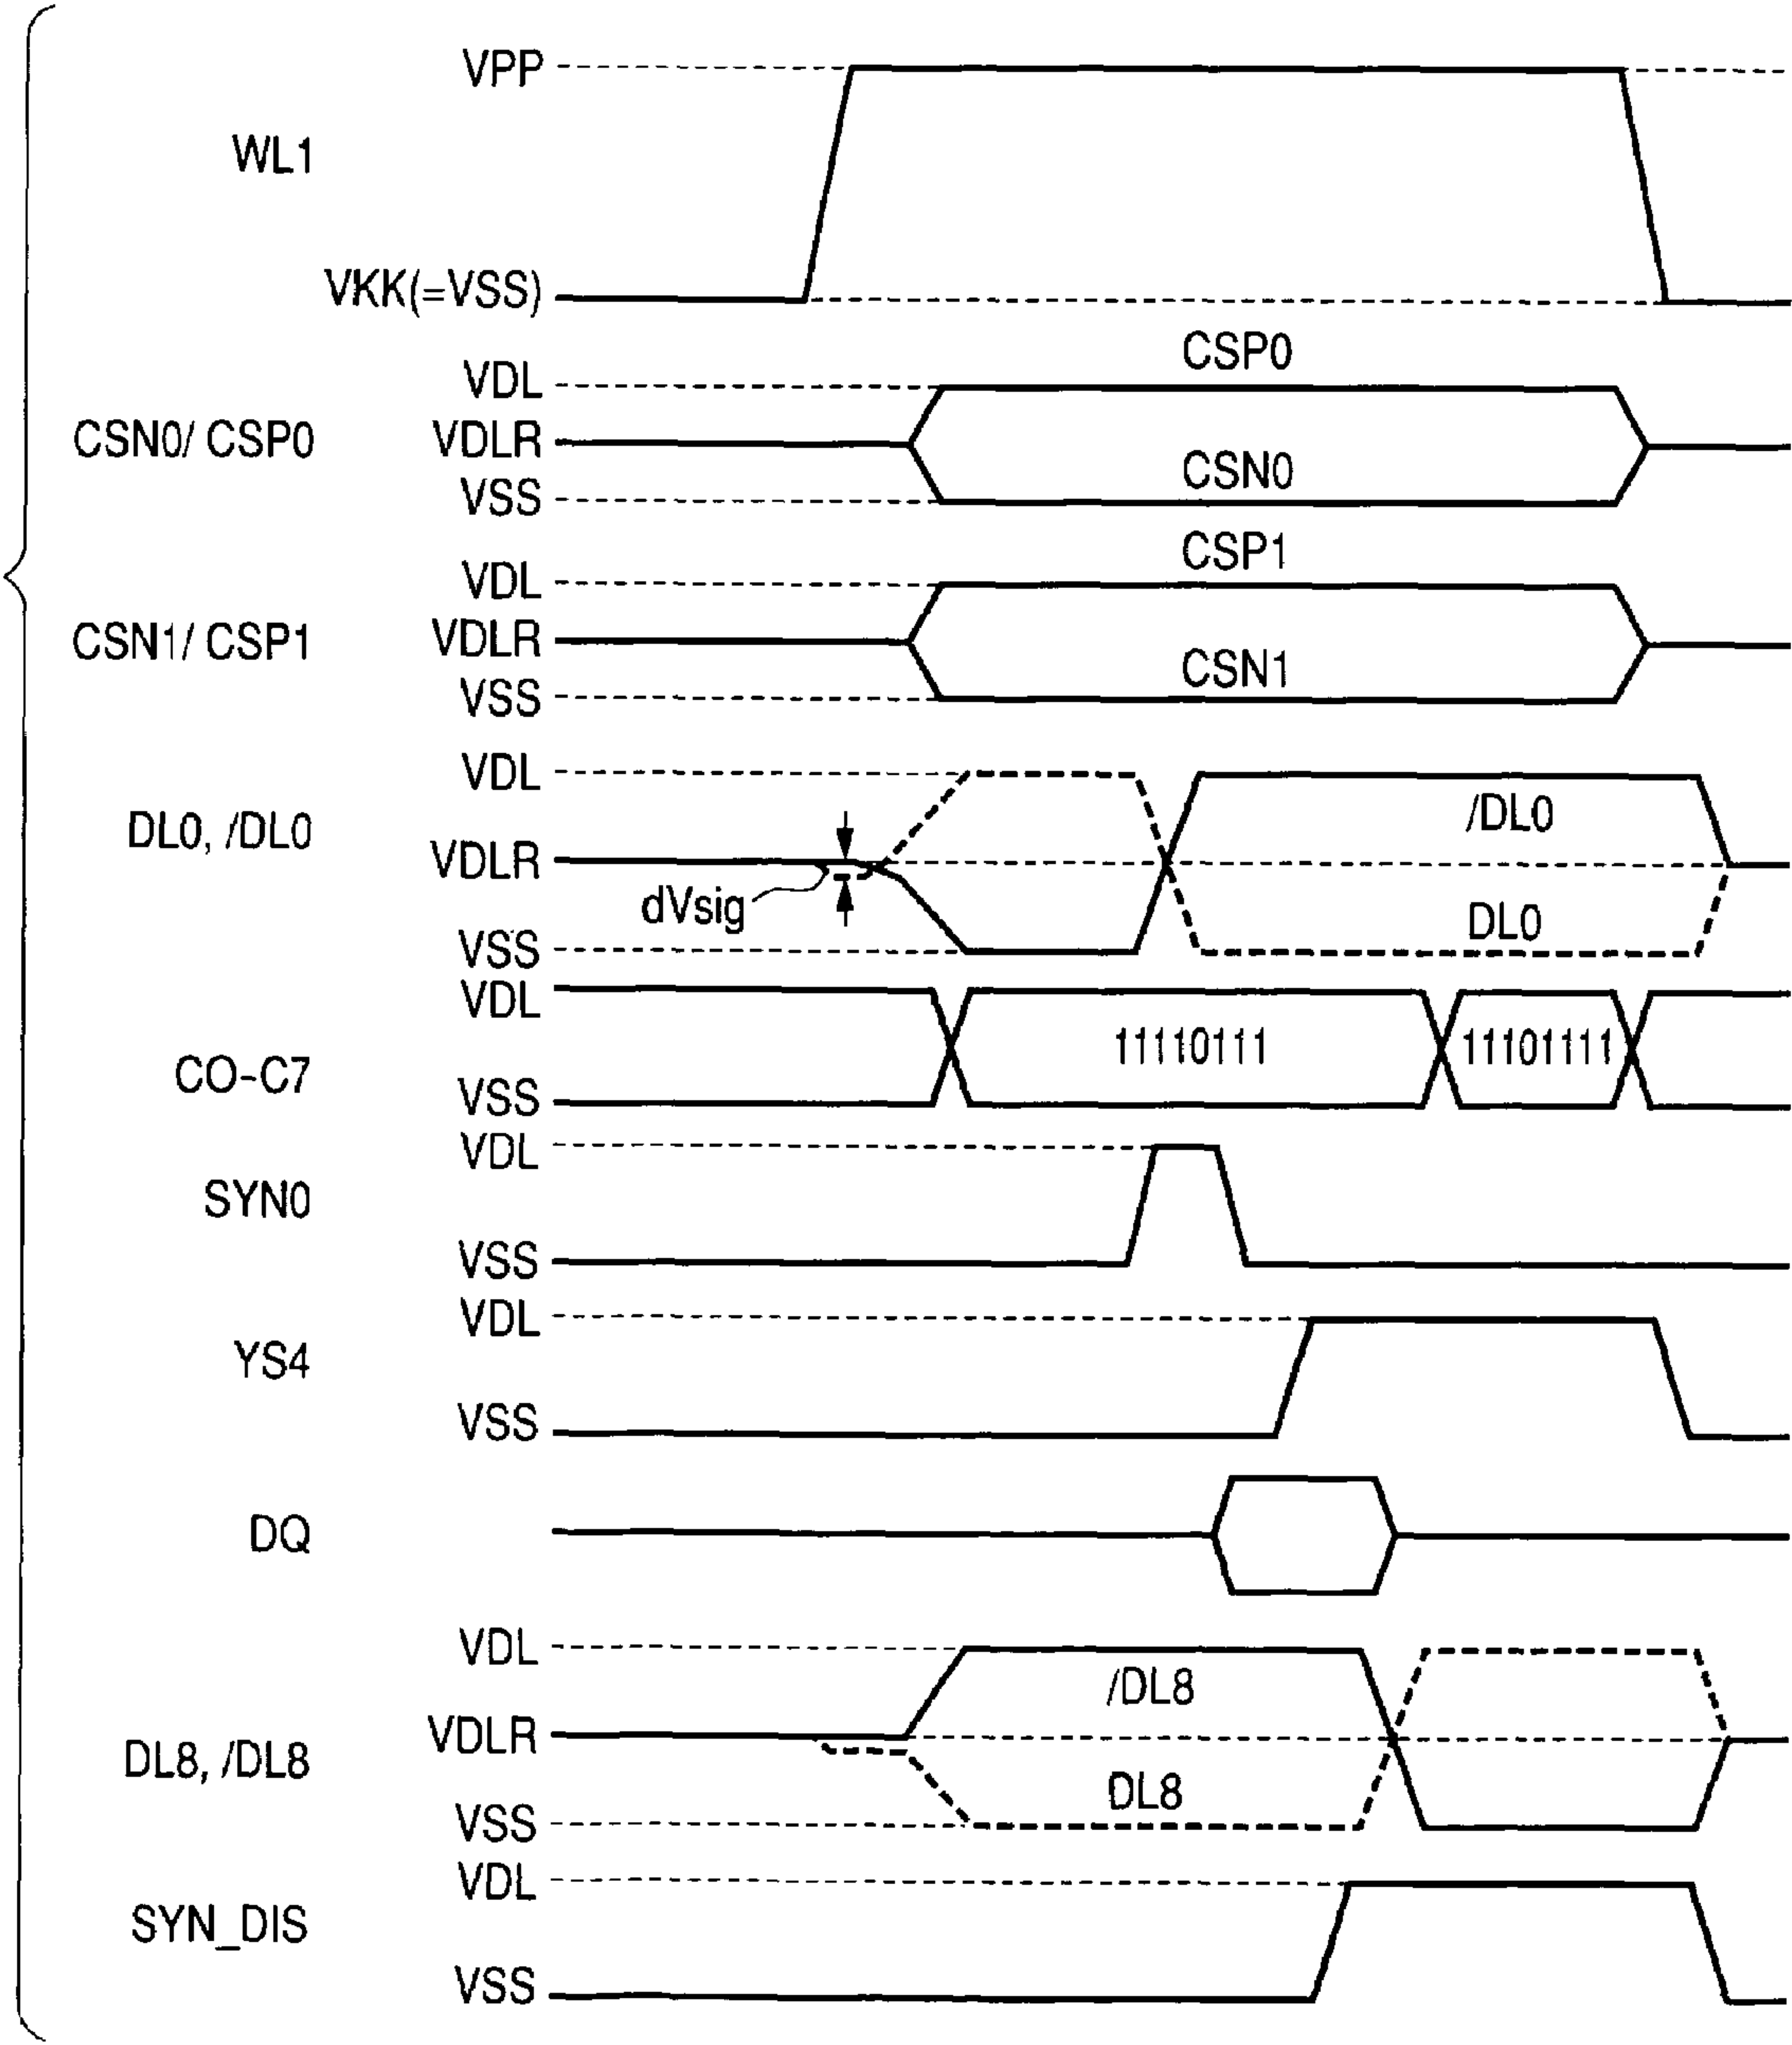 VPP
WL1
VKK(=VSS)
CSP0
VDL
CSN0/ CSP0
VDLR
CSN0
VSS
CSP1
VDL
CSN1/ CSP1
VDLR
CSN1
VSS
VDL
/DL0
DL0, /DL0
VDLR
dVsig
DL0
VSS
VDL
11110111
11101111
CO-C7
VSS
VDL
SYN0
VSS
VDL
YS4
VSS
DQ
VDL
/DL8
VDLR
DL8, /DL8
DL8
VSS
VDL
SYN_DIS
VSS